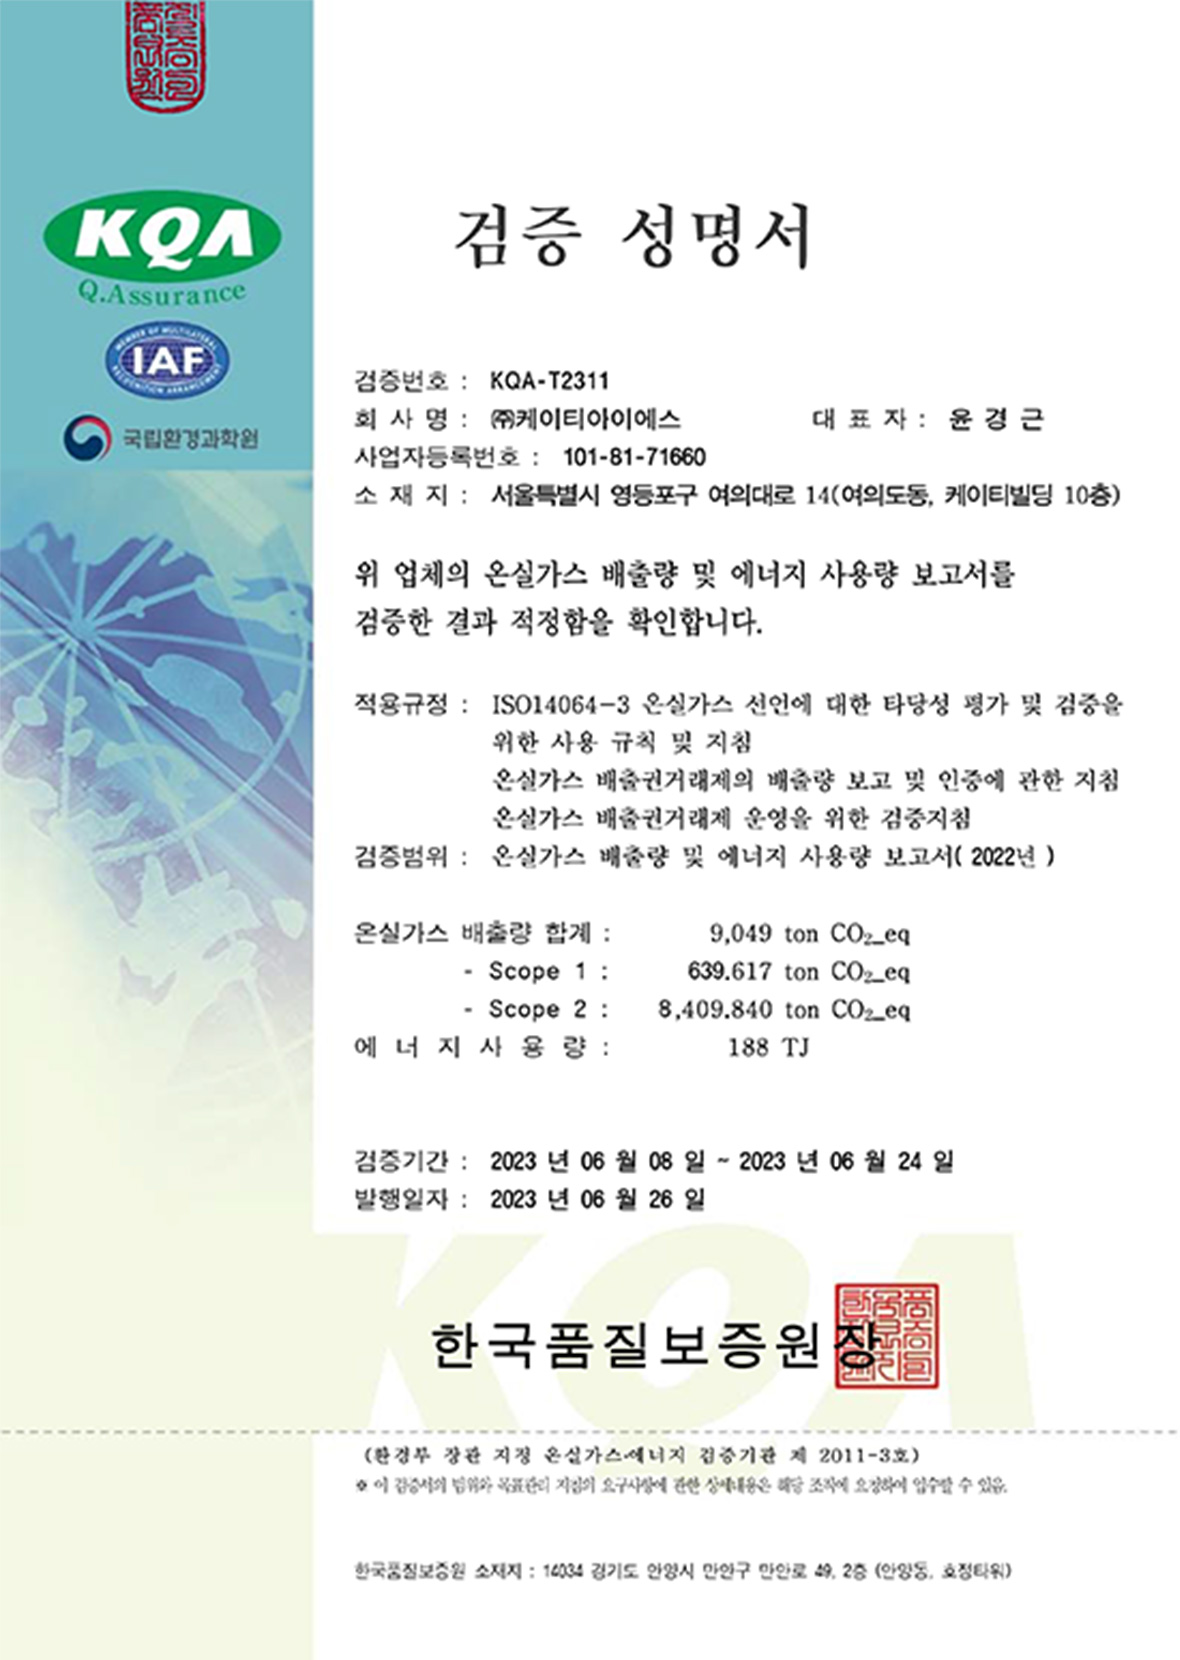 KQA
Q.Assurance
MEMBER OF MULTILATERAL
IAF
RECOGNITION ARRANGEMENT
국립환경과학원
검증 성명서
검증번호 : KQA-T2311
회 사 명 : ㈜케이티아이에스 대 표 자 : 윤 경 근
사업자등록번호 : 101-81-71660
소 재 지 : 서울특별시 영등포구 여의대로 14(여의도동, 케이티빌딩 10층)
위 업체의 온실가스 배출량 및 에너지 사용량 보고서를
검증한 결과 적정함을 확인합니다.
적용규정 : ISO14064-3 온실가스 선언에 대한 타당성 평가 및 검증을
위한 사용 규칙 및 지침
온실가스 배출권거래제의 배출량 보고 및 인증에 관한 지침
온실가스 배출권거래제 운영을 위한 검증지침
검증범위 : 온실가스 배출량 및 에너지 사용량 보고서( 2022년 )
온실가스 배출량 합계 : 9,049 ton CO₂_eq
- Scope 1 : 639.617 ton CO₂_eq
- Scope 2 : 8,409.840 ton CO₂_eq
에 너 지 사 용 량 : 188 TJ
검증기간 : 2023 년 06 월 08 일 ~ 2023 년 06 월 24 일
발행일자 : 2023 년 06 월 26 일
한국품질보증원장
(환경부 장관 지정 온실가스·에너지 검증기관 제 2011-3호)
※ 이 검증서의 범위와 목표관리 지침의 요구사항에 관한 상세내용은 해당 조직에 요청하여 입수할 수 있음.
한국품질보증원 소재지 : 14034 경기도 안양시 만안구 만안로 49, 2층 (안양동, 호정타워)